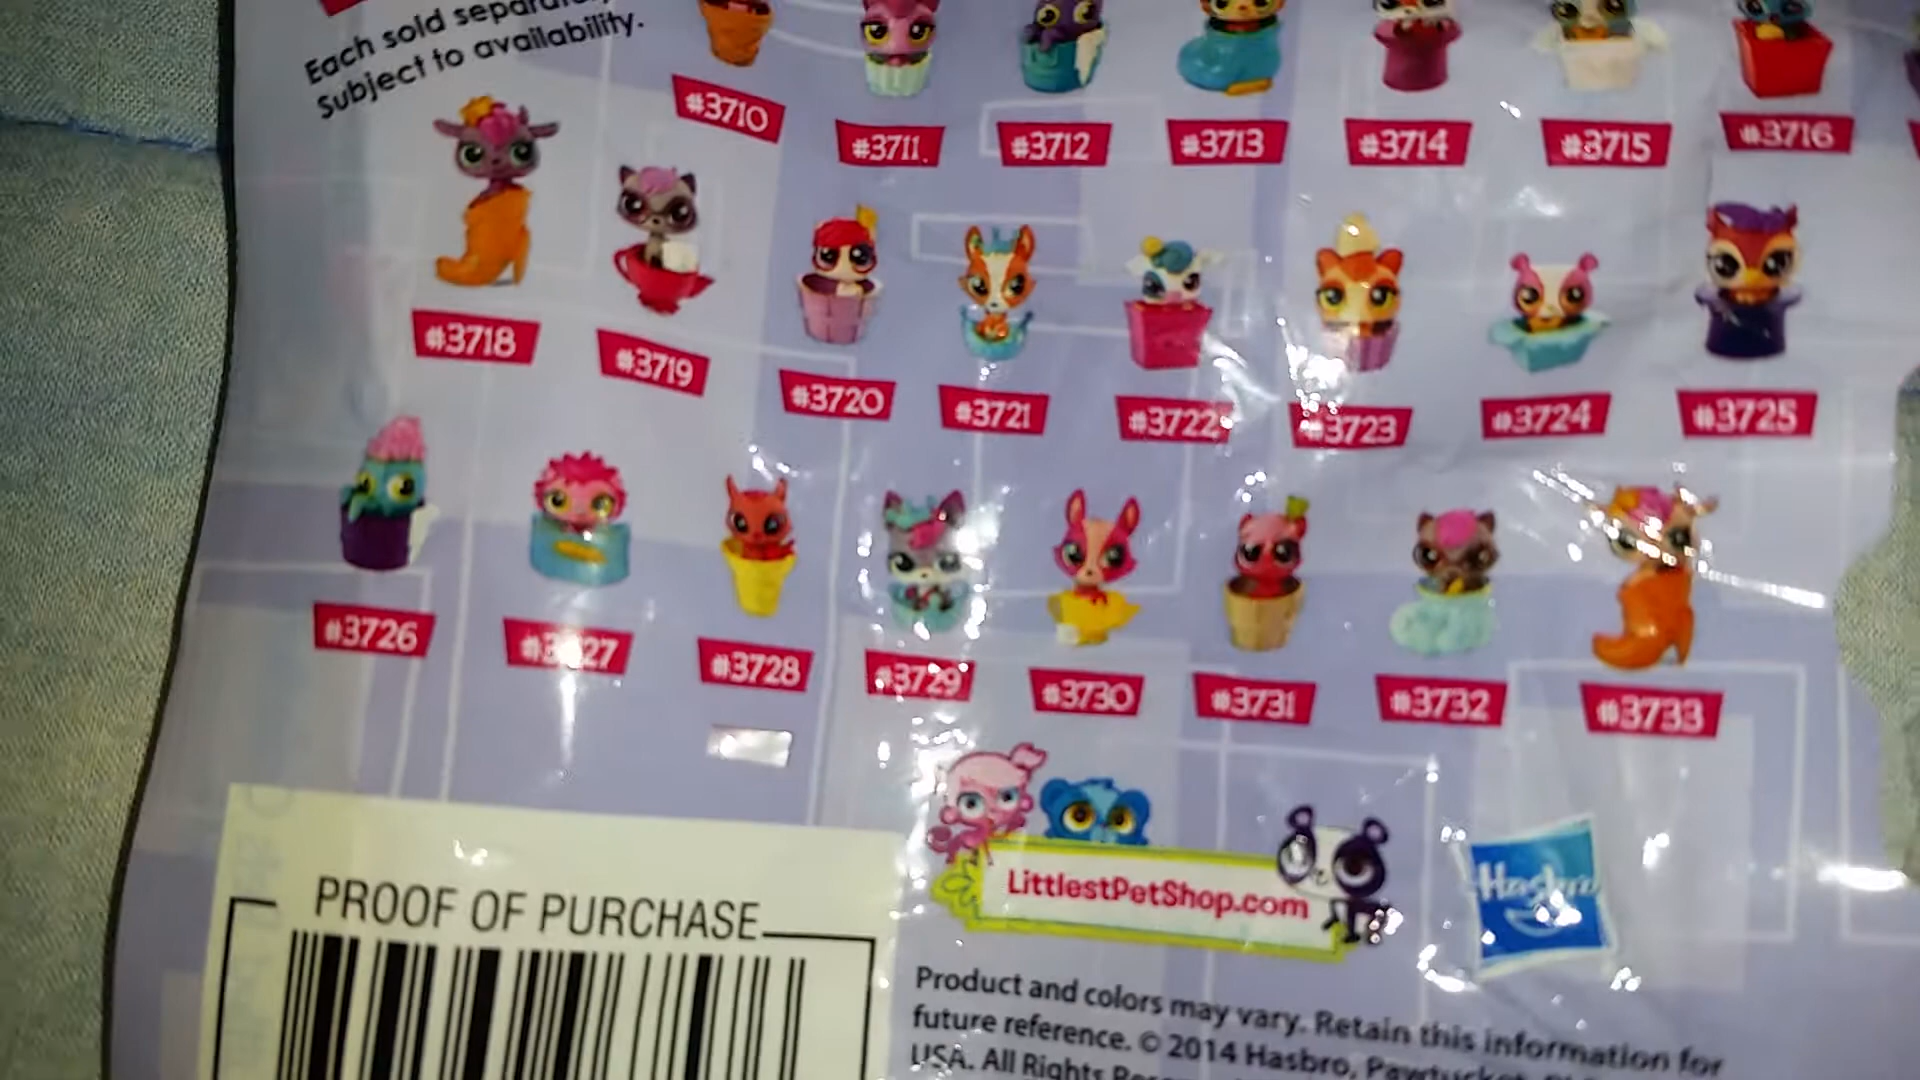 Each sold separately.
Subject to availability.
#3710
#3711
#3712
#3713
#3714
#3715
#3716
#3718
#3719
#3720
#3721
#3722
#3723
#3724
#3725
#3726
#3727
#3728
#3729
#3730
#3731
#3732
#3733
PROOF OF PURCHASE
LittlestPetShop.com
Hasbro
Product and colors may vary. Retain this information for
future reference. © 2014 Hasbro, Pawtucket,
USA. All Rights